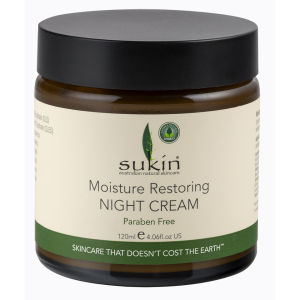 sukin
australian natural skincare
Moisture Restoring
NIGHT CREAM
Paraben Free
120ml ℮ 4.06fl.oz US
SKINCARE THAT DOESN'T COST THE EARTH™